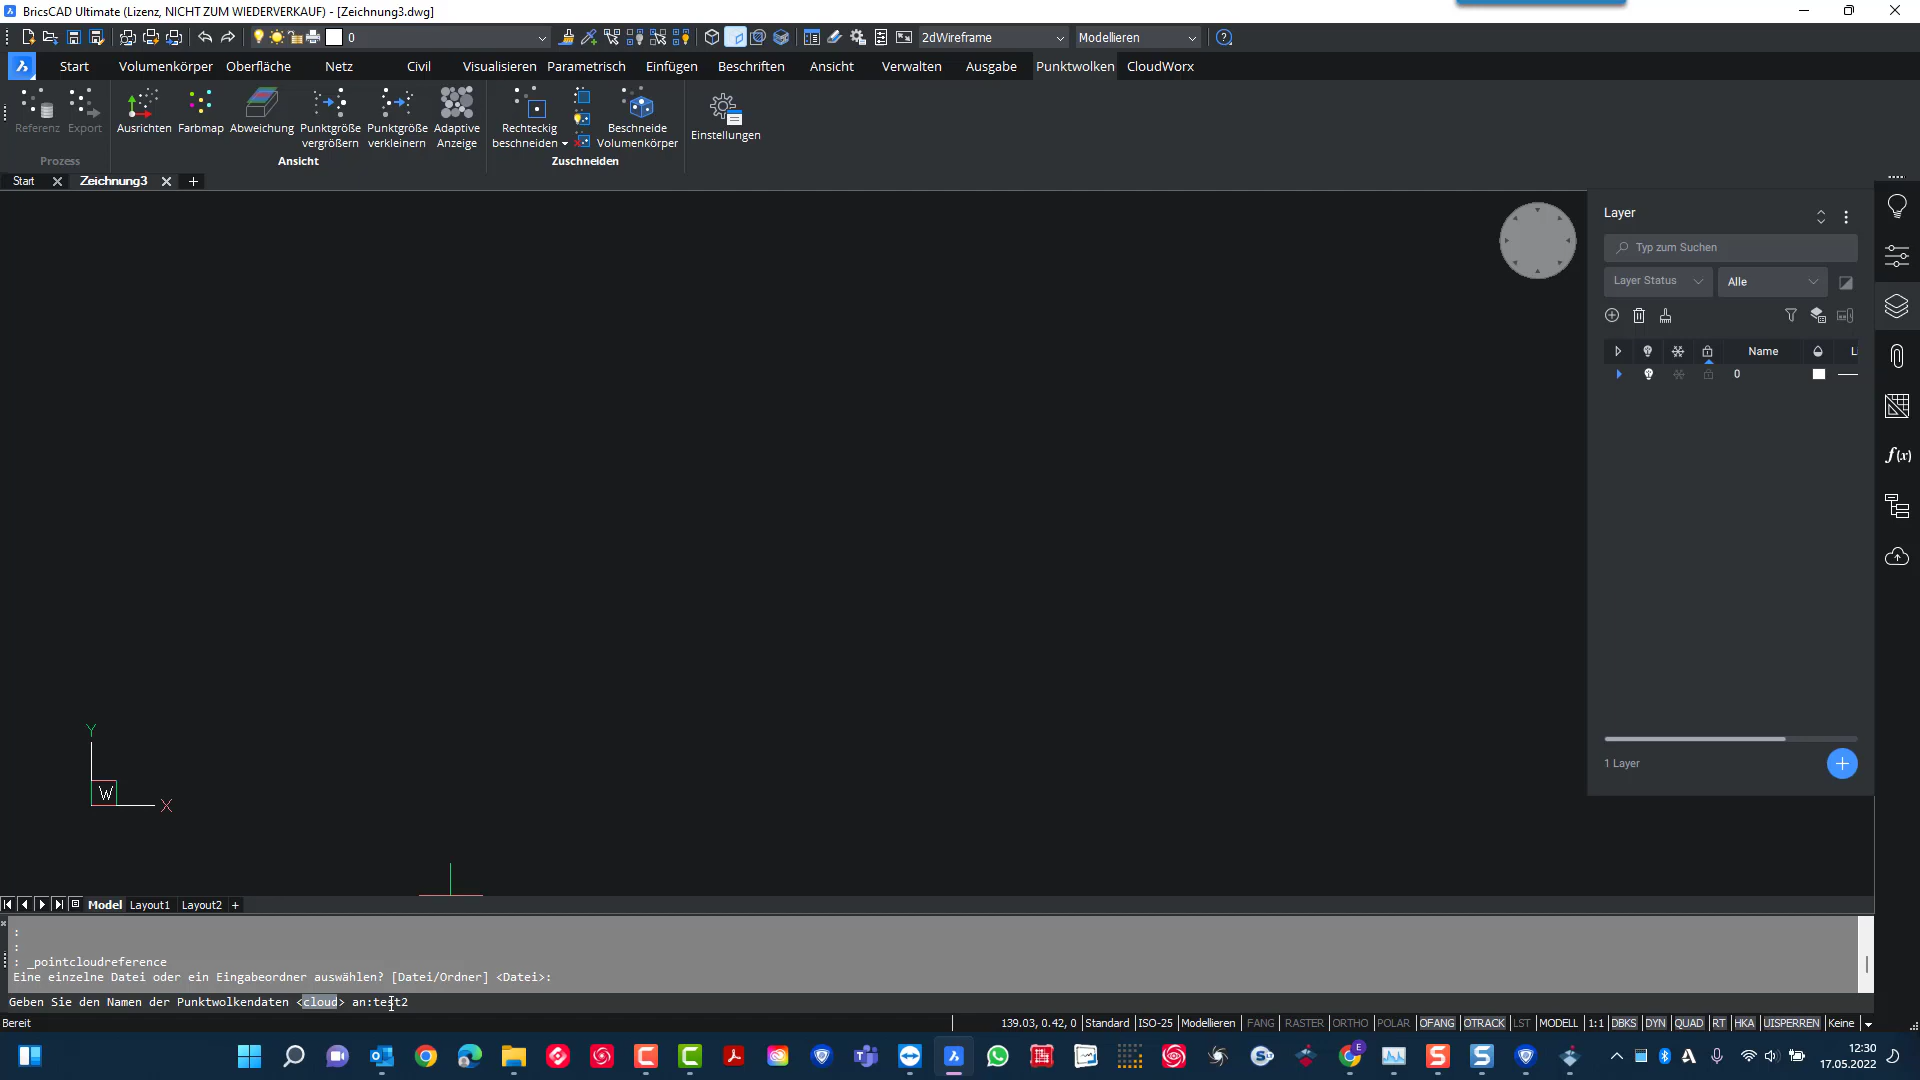 BricsCAD Ultimate (Lizenz, NICHT ZUM WIEDERVERKAUF) - [Zeichnung3.dwg]
0
2dWireframe
Modellieren
Start Volumenkörper Oberfläche Netz Civil Visualisieren Parametrisch Einfügen Beschriften Ansicht Verwalten Ausgabe Punktwolken CloudWorx
Referenz
Export
Ausrichten
Farbmap
Abweichung
Punktgröße
vergrößern
Punktgröße
verkleinern
Adaptive
Anzeige
Rechteckig
beschneiden
Beschneide
Volumenkörper
Einstellungen
Prozess
Ansicht
Zuschneiden
Start
Zeichnung3
Layer
Typ zum Suchen
Layer Status
Alle
Name
0
1 Layer
f(x)
Y
W
X
Model Layout1 Layout2 +
:
:
: _pointcloudreference
Eine einzelne Datei oder ein Eingabeordner auswählen? [Datei/Ordner] <Datei>:
Geben Sie den Namen der Punktwolkendaten <cloud> an:test2
Bereit
139.03, 0.42, 0 Standard ISO-25 Modellieren FANG RASTER ORTHO POLAR OFANG OTRACK LST MODELL 1:1 DBKS DYN QUAD RT HKA UISPERREN Keine
12:30
17.05.2022